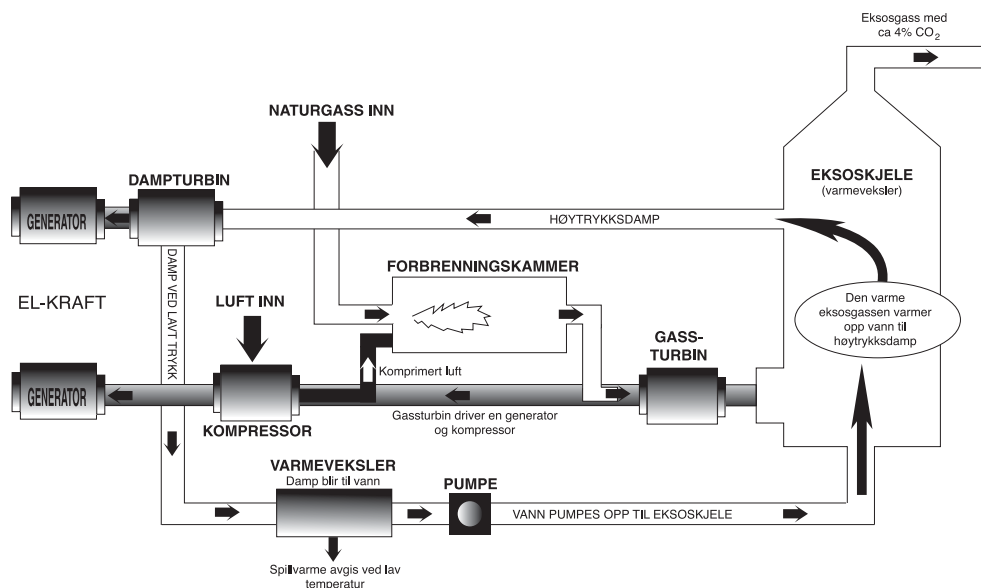 Eksosgass med
ca 4% CO₂
NATURGASS INN
DAMPTURBIN
EKSOSKJELE
(varmeveksler)
GENERATOR
HØYTRYKKSDAMP
DAMP VED LAVT TRYKK
FORBRENNINGSKAMMER
EL-KRAFT
LUFT INN
Den varme
eksosgassen varmer
opp vann til
høytrykksdamp
GASS-
TURBIN
Komprimert luft
GENERATOR
Gassturbin driver en generator
og kompressor
KOMPRESSOR
VARMEVEKSLER
Damp blir til vann
PUMPE
VANN PUMPES OPP TIL EKSOSKJELE
Spillvarme avgis ved lav
temperatur